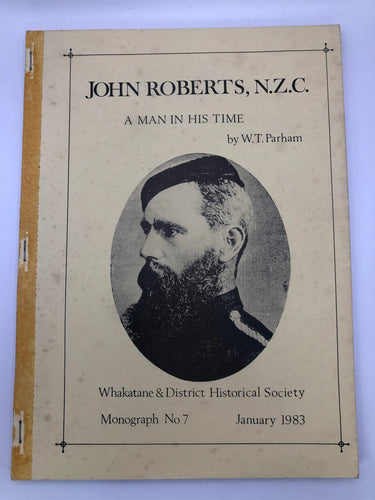 JOHN ROBERTS, N.Z.C.
A MAN IN HIS TIME
by W.T. Parham
Whakatane & District Historical Society
Monograph No 7 January 1983